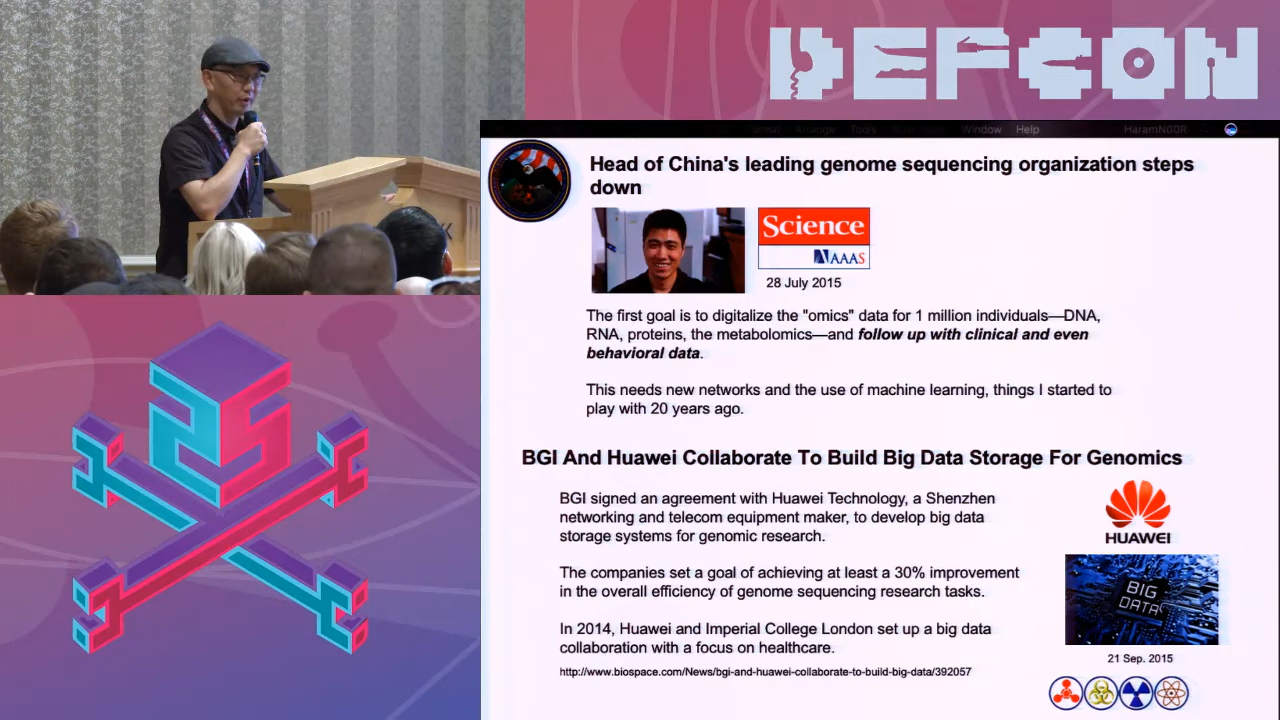 DEFCON
Arrange Tools
Window Help
Head of China's leading genome sequencing organization steps
down
Science
AAAS
28 July 2015
The first goal is to digitalize the "omics" data for 1 million individuals—DNA,
RNA, proteins, the metabolomics—and follow up with clinical and even
behavioral data.
This needs new networks and the use of machine learning, things I started to
play with 20 years ago.
BGI And Huawei Collaborate To Build Big Data Storage For Genomics
BGI signed an agreement with Huawei Technology, a Shenzhen
networking and telecom equipment maker, to develop big data
storage systems for genomic research.
HUAWEI
The companies set a goal of achieving at least a 30% improvement
in the overall efficiency of genome sequencing research tasks.
BIG
DATA
In 2014, Huawei and Imperial College London set up a big data
collaboration with a focus on healthcare.
21 Sep. 2015
http://www.biospace.com/News/bgi-and-huawei-collaborate-to-build-big-data/392057